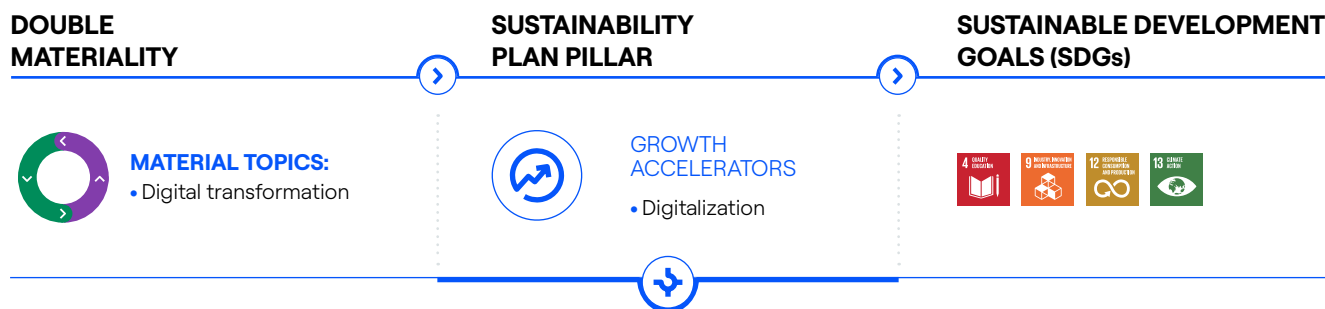 DOUBLE
MATERIALITY
SUSTAINABILITY
PLAN PILLAR
SUSTAINABLE DEVELOPMENT
GOALS (SDGs)
MATERIAL TOPICS:
• Digital transformation
GROWTH
ACCELERATORS
• Digitalization
4 QUALITY
EDUCATION
9 INDUSTRY, INNOVATION
AND INFRASTRUCTURE
12 RESPONSIBLE
CONSUMPTION
AND PRODUCTION
13 CLIMATE
ACTION